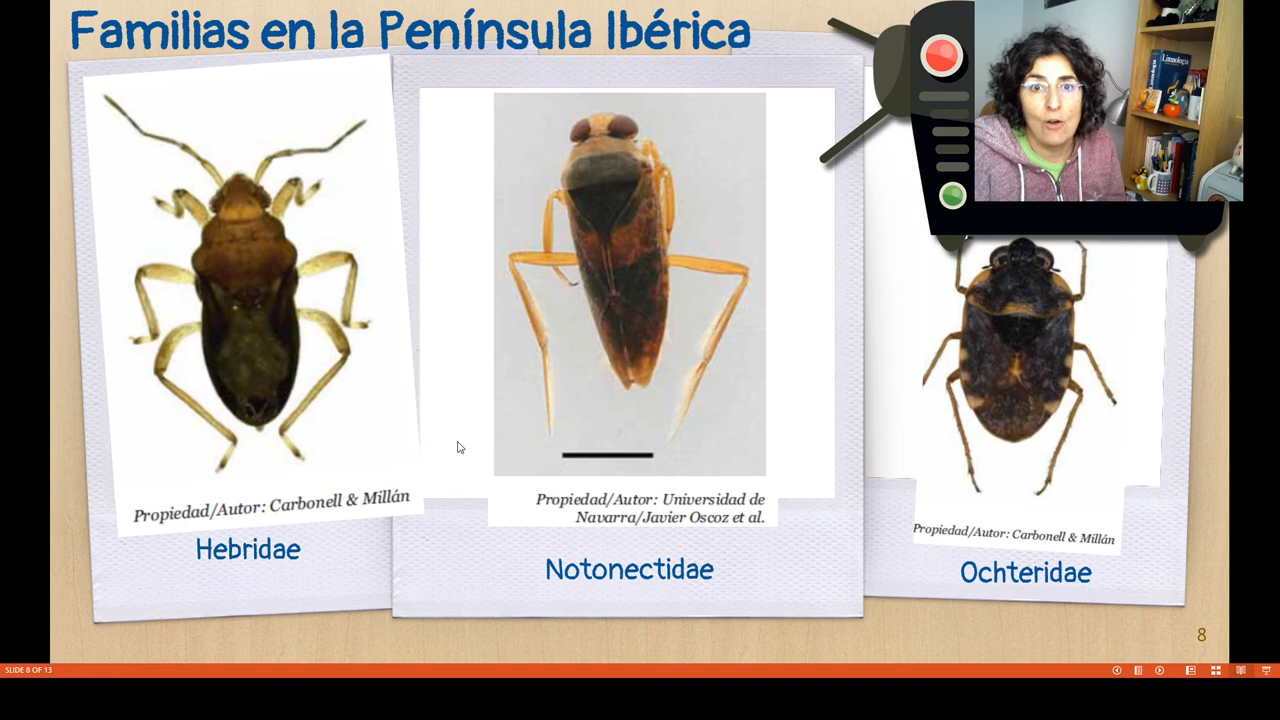 Familias en la Península Ibérica
Limnología
Propiedad/Autor: Carbonell & Millán
Hebridae
Propiedad/Autor: Universidad de
Navarra/Javier Oscoz et al.
Notonectidae
Propiedad/Autor: Carbonell & Millán
Ochteridae
8
SLIDE 8 OF 13